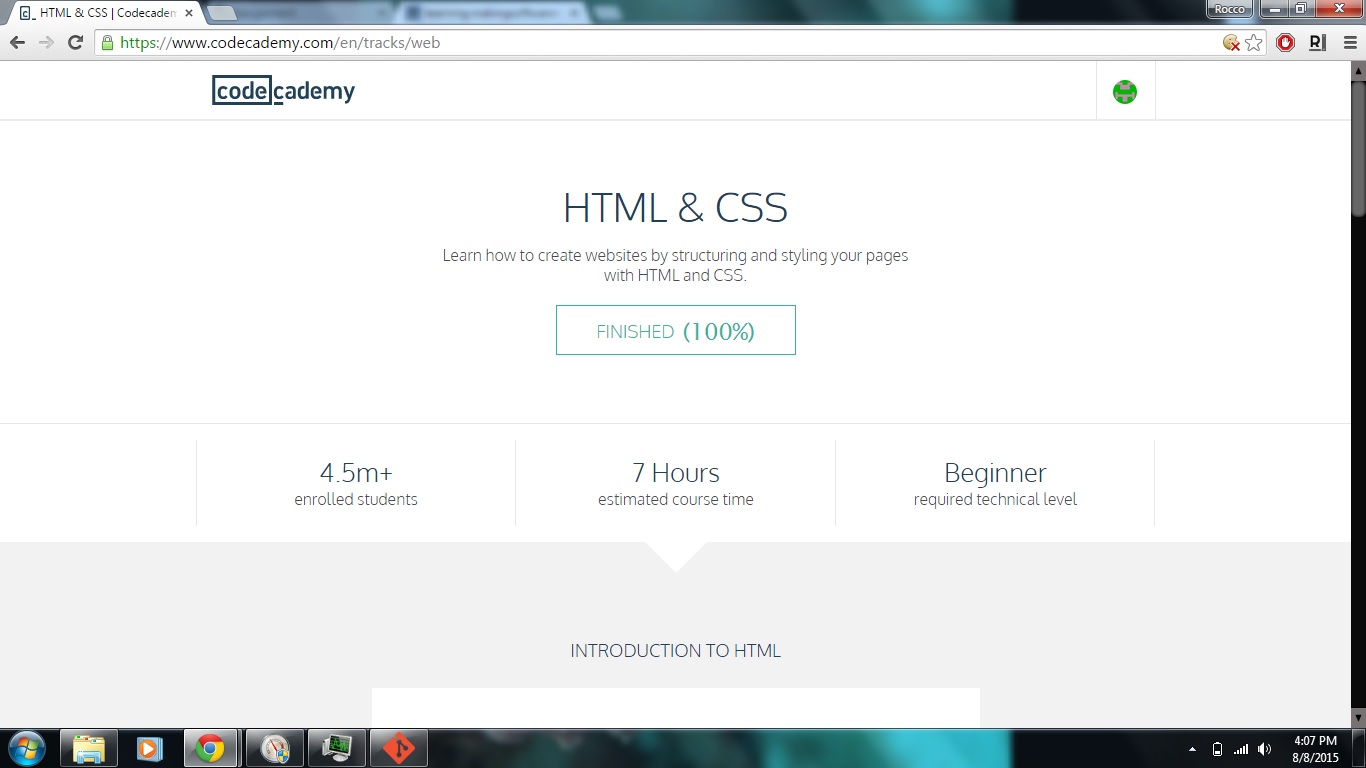 HTML & CSS | Codecadem
Rocco
https://www.codecademy.com/en/tracks/web
codecademy
HTML & CSS
Learn how to create websites by structuring and styling your pages
with HTML and CSS.
FINISHED (100%)
4.5m+
enrolled students
7 Hours
estimated course time
Beginner
required technical level
INTRODUCTION TO HTML
4:07 PM
8/8/2015